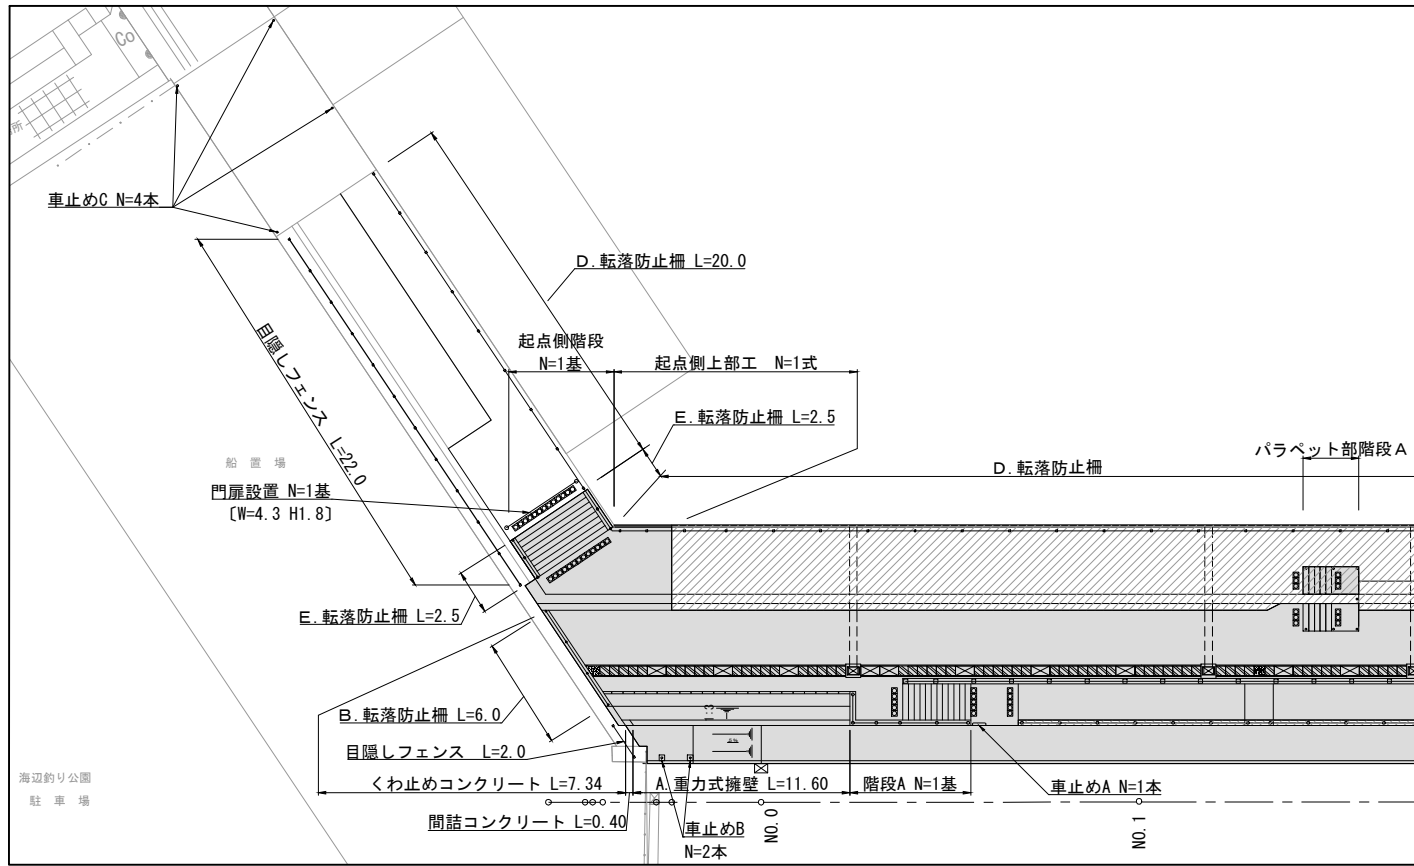 Co
所
車止めC N=4本
D.転落防止柵 L=20.0
目隠しフェンス L=22.0
起点側階段
N=1基
起点側上部工 N=1式
E.転落防止柵 L=2.5
パラペット部階段A
D.転落防止柵
船置場
門扉設置 N=1基
〔W=4.3 H1.8〕
E.転落防止柵 L=2.5
B.転落防止柵 L=6.0
1:3
目隠しフェンス L=2.0
海辺釣り公園
駐車場
くわ止めコンクリート L=7.34
A.重力式擁壁 L=11.60
階段A N=1基
車止めA N=1本
間詰コンクリート L=0.40
車止めB
N=2本
NO.0
NO.1